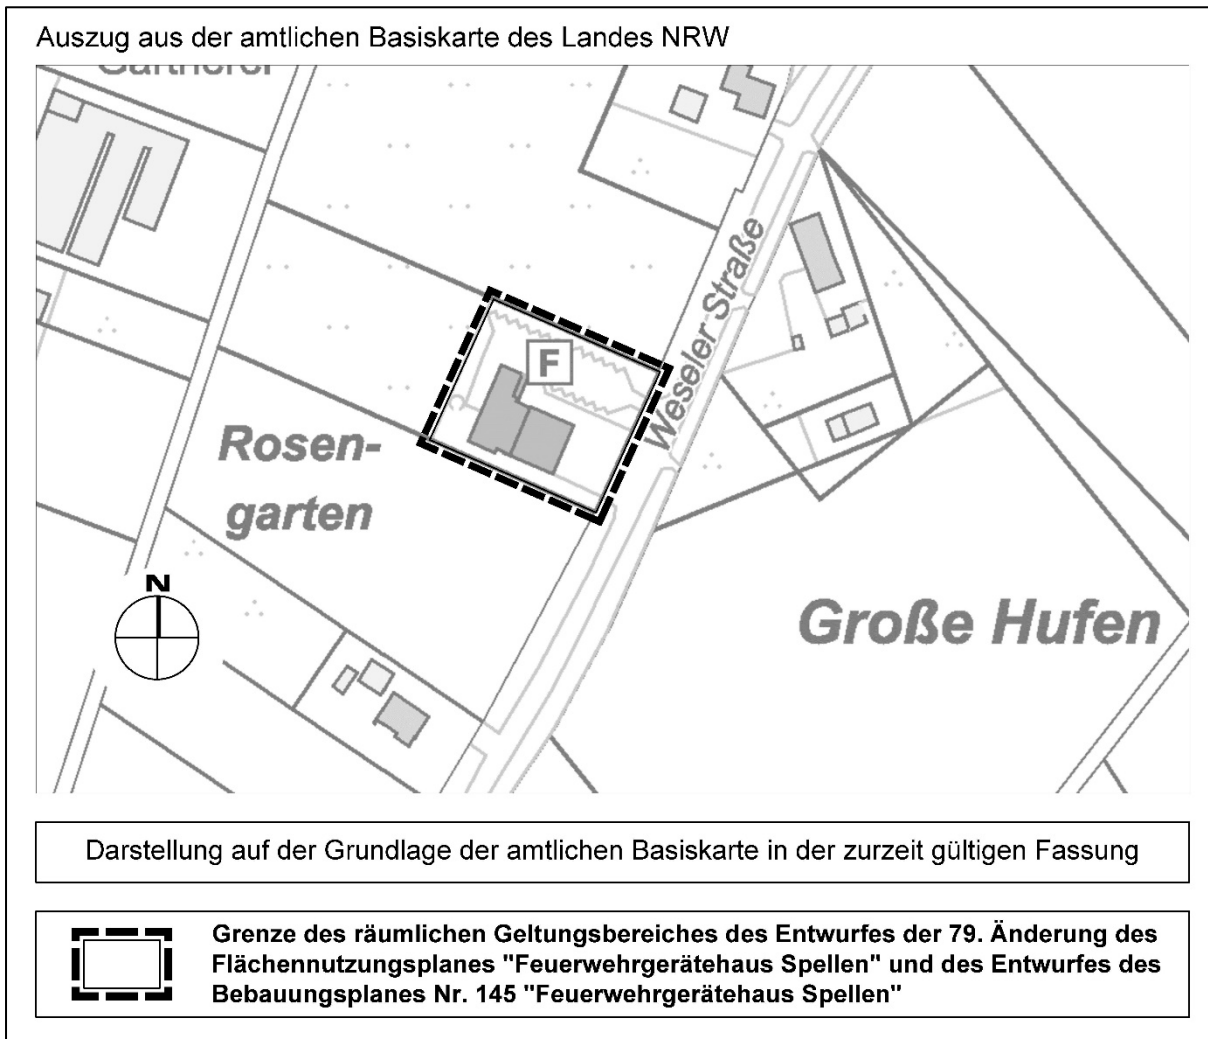 Auszug aus der amtlichen Basiskarte des Landes NRW
Gärtnerei
F
Weseler Straße
Rosen-
garten
N
Große Hufen
Darstellung auf der Grundlage der amtlichen Basiskarte in der zurzeit gültigen Fassung
Grenze des räumlichen Geltungsbereiches des Entwurfes der 79. Änderung des
Flächennutzungsplanes "Feuerwehrgerätehaus Spellen" und des Entwurfes des
Bebauungsplanes Nr. 145 "Feuerwehrgerätehaus Spellen"